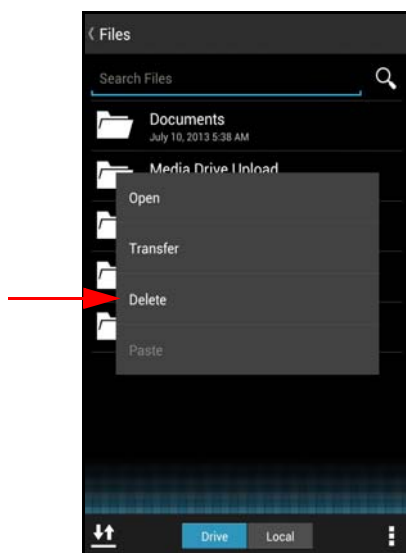 Files
Search Files
Documents
July 10, 2013 5:38 AM
Media Drive Upload
Open
Transfer
Delete
Paste
Drive
Local